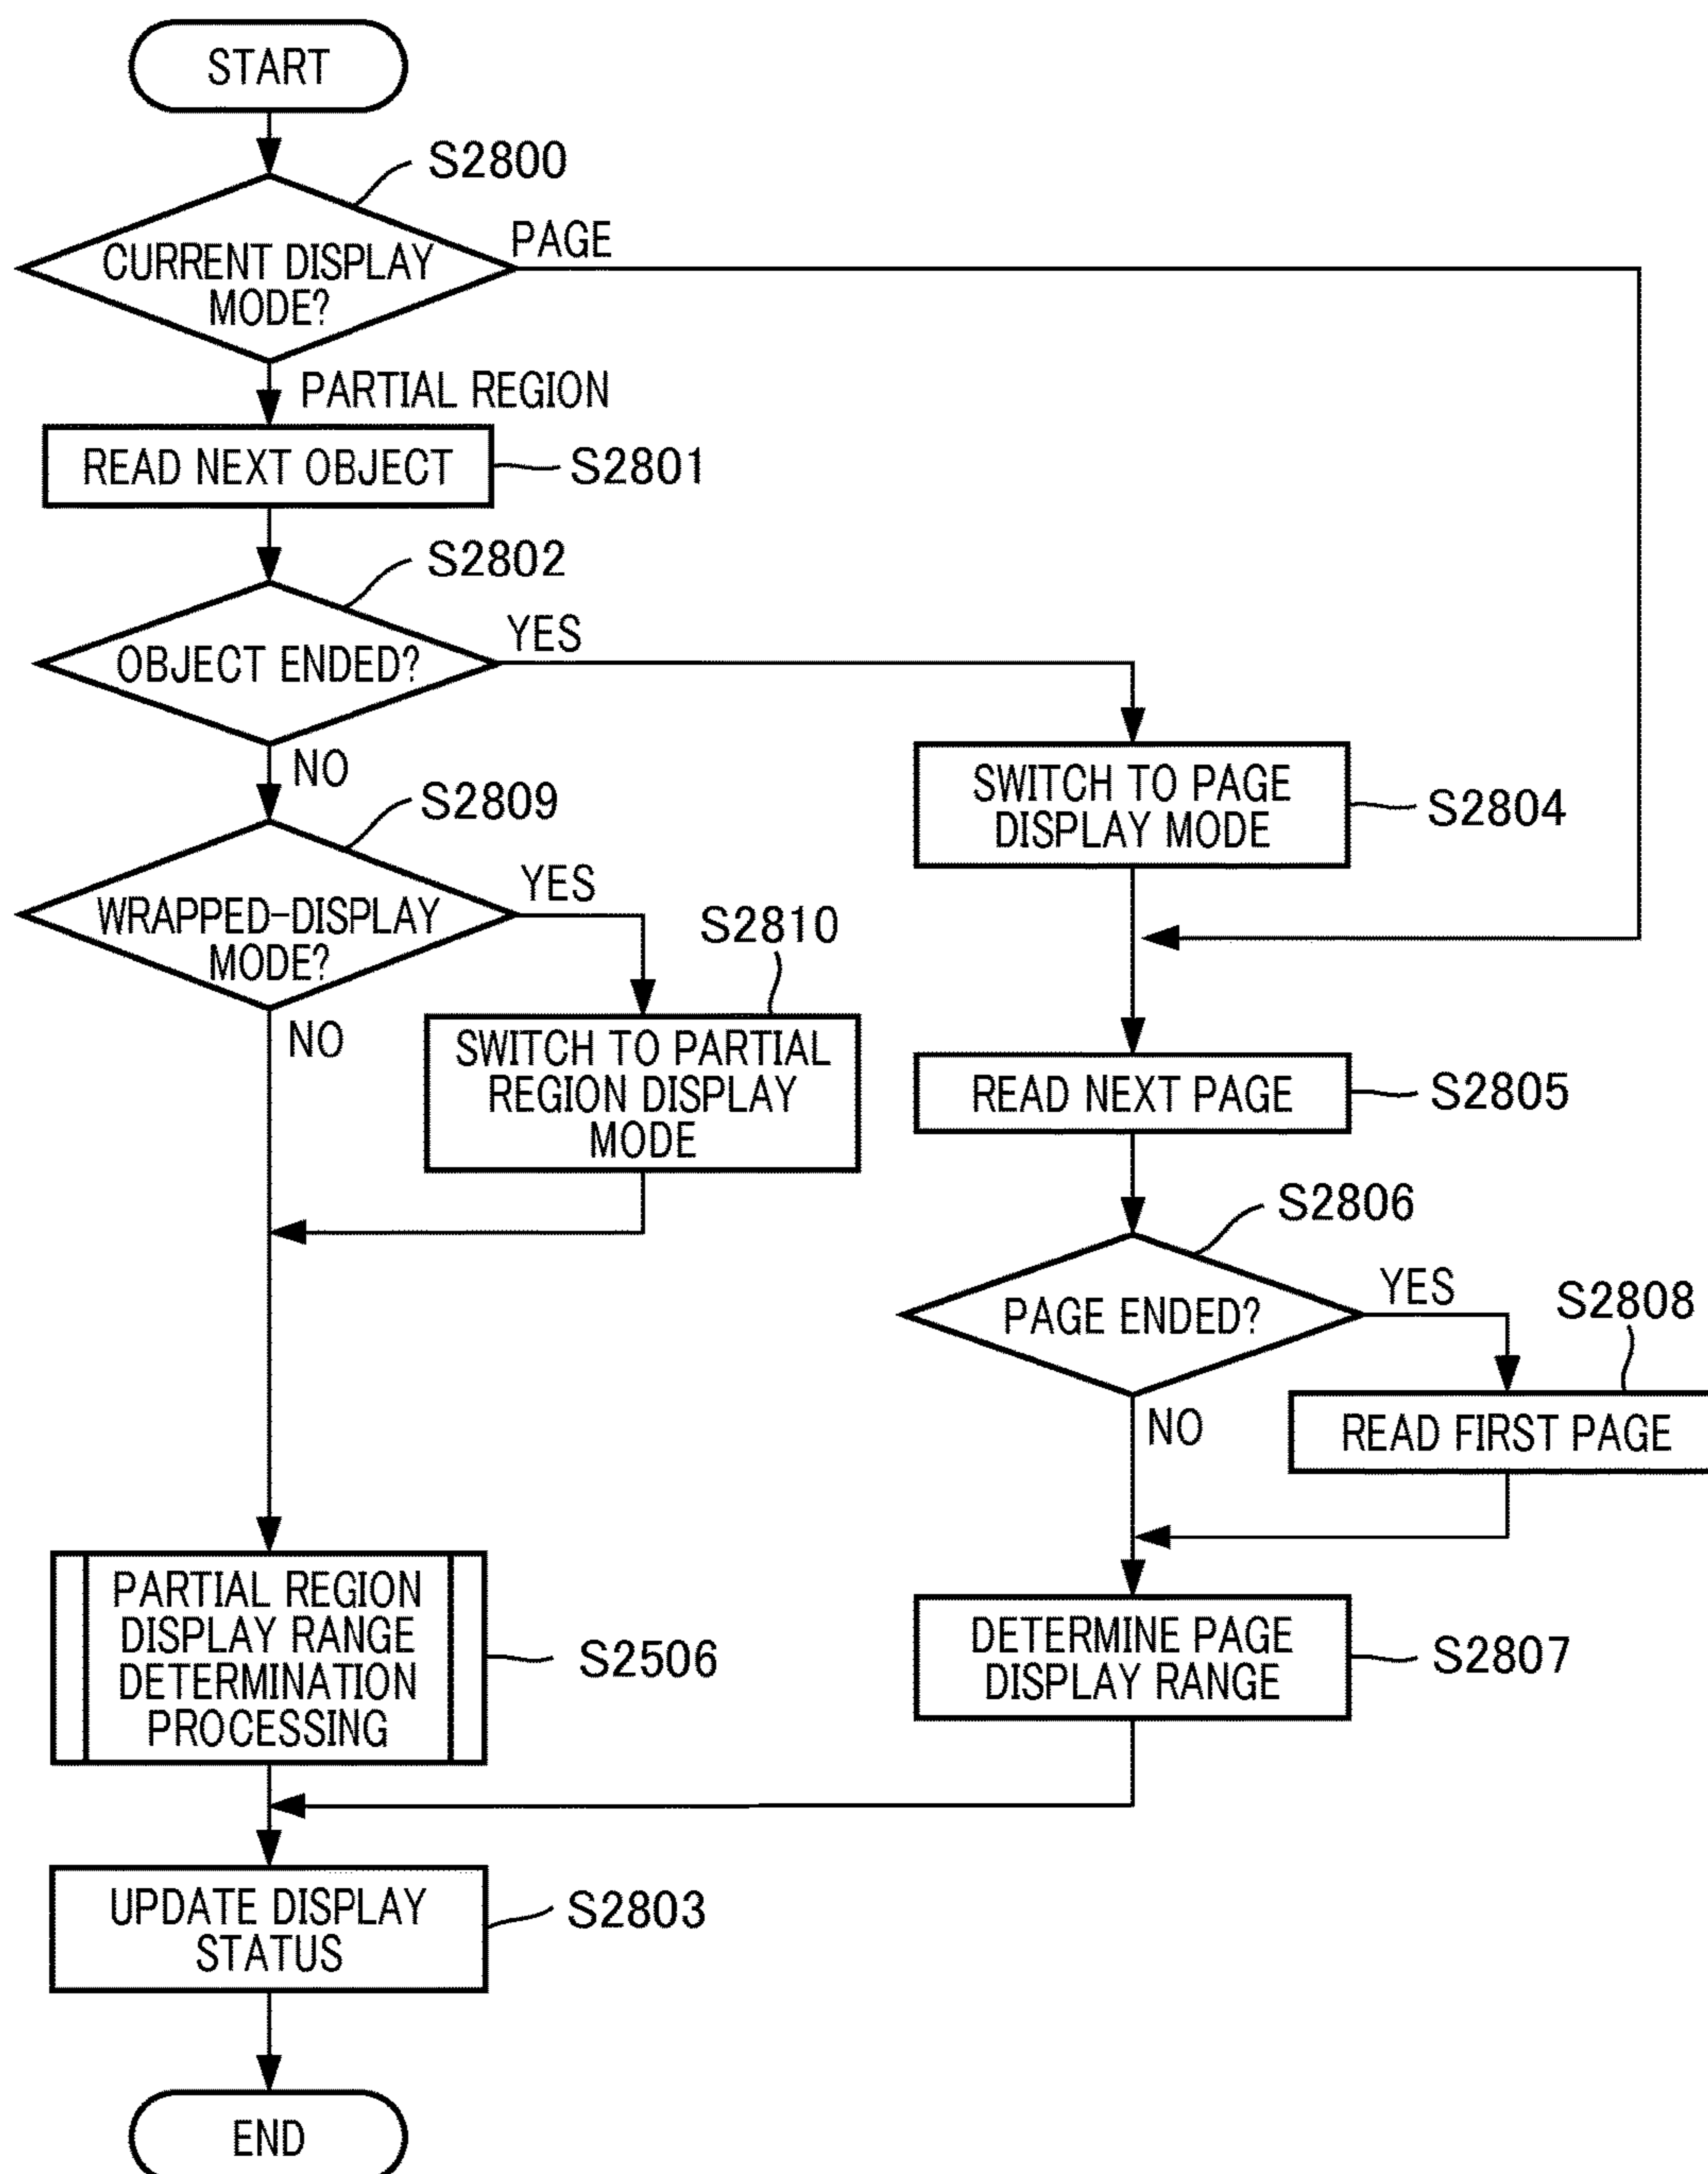 START
S2800
CURRENT DISPLAY
MODE?
PAGE
PARTIAL REGION
READ NEXT OBJECT
S2801
S2802
OBJECT ENDED?
YES
NO
SWITCH TO PAGE
DISPLAY MODE
S2804
S2809
WRAPPED-DISPLAY
MODE?
YES
NO
S2810
SWITCH TO PARTIAL
REGION DISPLAY
MODE
READ NEXT PAGE
S2805
S2806
PAGE ENDED?
YES
NO
S2808
READ FIRST PAGE
PARTIAL REGION
DISPLAY RANGE
DETERMINATION
PROCESSING
S2506
DETERMINE PAGE
DISPLAY RANGE
S2807
UPDATE DISPLAY
STATUS
S2803
END